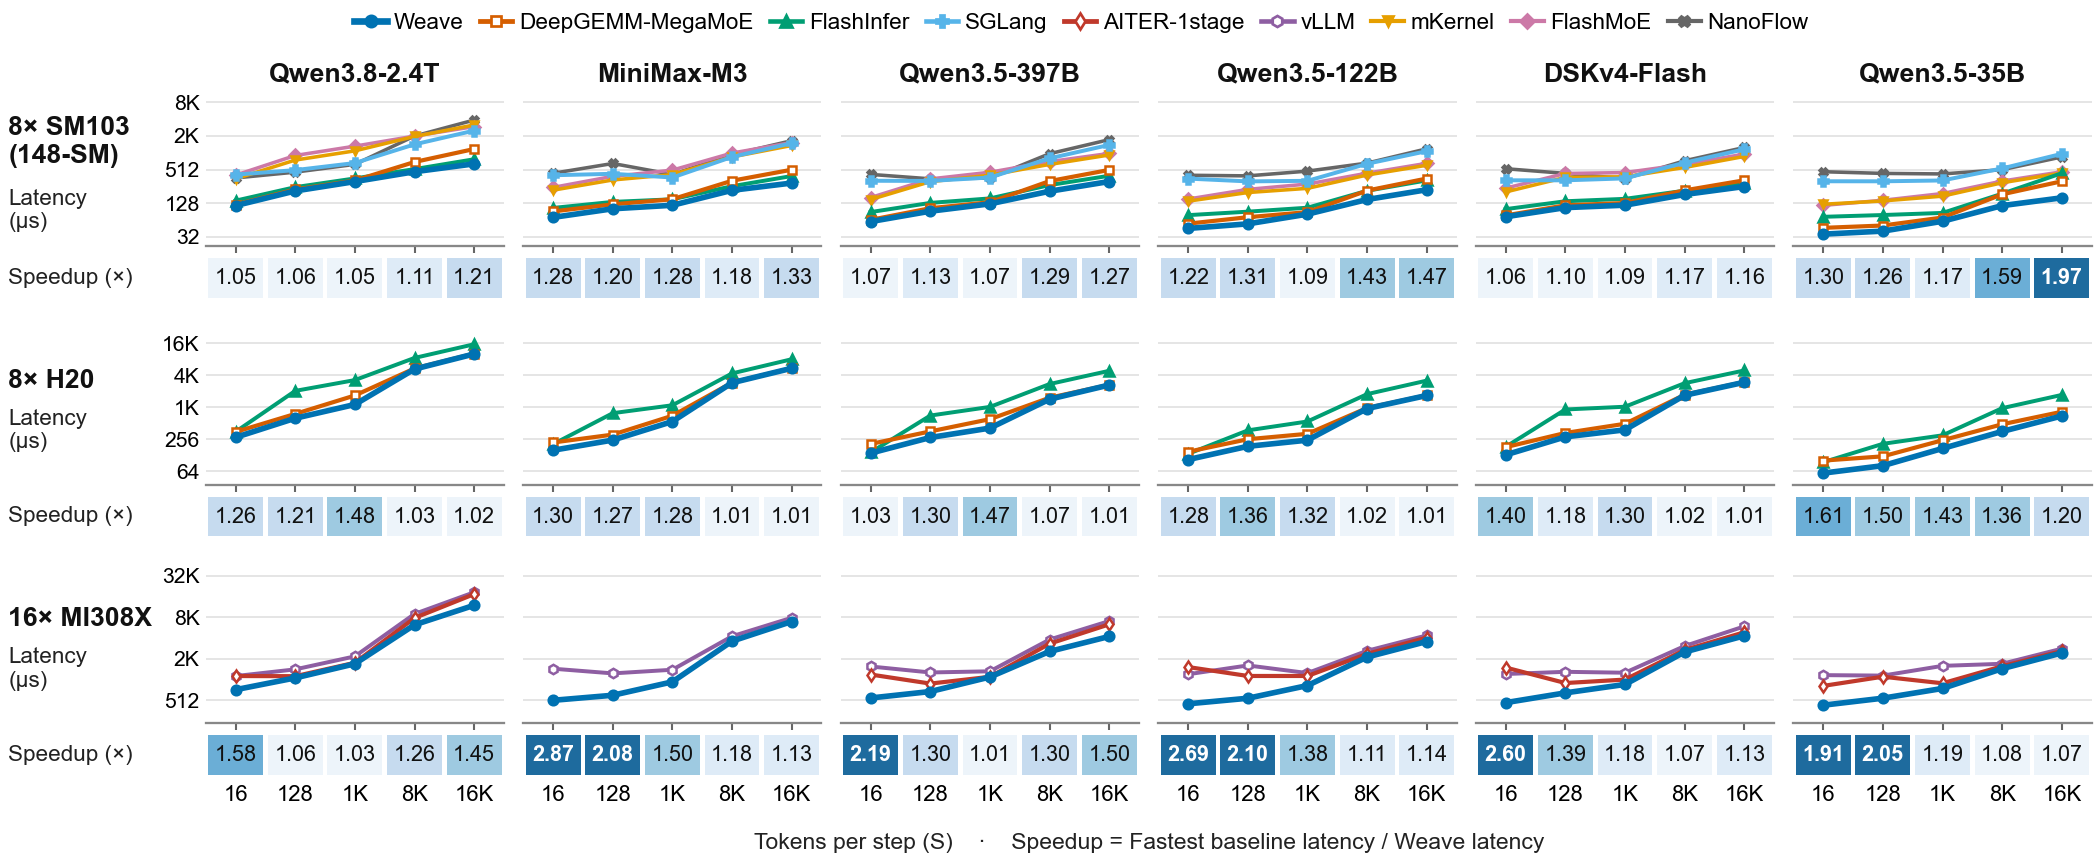 Weave DeepGEMM-MegaMoE FlashInfer SGLang AITER-1stage vLLM mKernel FlashMoE NanoFlow
Qwen3.8-2.4T MiniMax-M3 Qwen3.5-397B Qwen3.5-122B DSKv4-Flash Qwen3.5-35B
8× SM103
(148-SM)
Latency
(µs)
8K
2K
512
128
32
Speedup (×) 1.05 1.06 1.05 1.11 1.21 1.28 1.20 1.28 1.18 1.33 1.07 1.13 1.07 1.29 1.27 1.22 1.31 1.09 1.43 1.47 1.06 1.10 1.09 1.17 1.16 1.30 1.26 1.17 1.59 1.97
8× H20
Latency
(µs)
16K
4K
1K
256
64
Speedup (×) 1.26 1.21 1.48 1.03 1.02 1.30 1.27 1.28 1.01 1.01 1.03 1.30 1.47 1.07 1.01 1.28 1.36 1.32 1.02 1.01 1.40 1.18 1.30 1.02 1.01 1.61 1.50 1.43 1.36 1.20
16× MI308X
Latency
(µs)
32K
8K
2K
512
Speedup (×) 1.58 1.06 1.03 1.26 1.45 2.87 2.08 1.50 1.18 1.13 2.19 1.30 1.01 1.30 1.50 2.69 2.10 1.38 1.11 1.14 2.60 1.39 1.18 1.07 1.13 1.91 2.05 1.19 1.08 1.07
16 128 1K 8K 16K 16 128 1K 8K 16K 16 128 1K 8K 16K 16 128 1K 8K 16K 16 128 1K 8K 16K 16 128 1K 8K 16K
Tokens per step (S) · Speedup = Fastest baseline latency / Weave latency